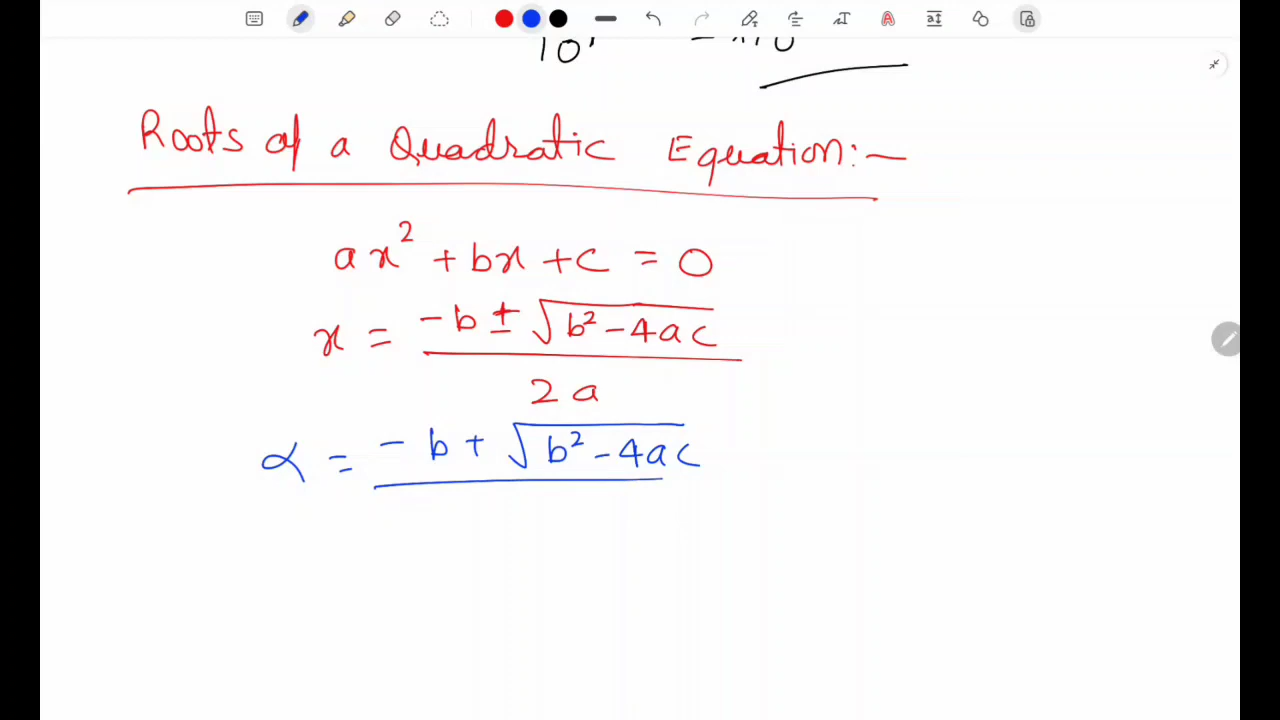 Roots of a Quadratic Equation:-
ax² + bx + c = 0
x = -b ± √b² - 4ac
2a
α = - b + √b² - 4ac